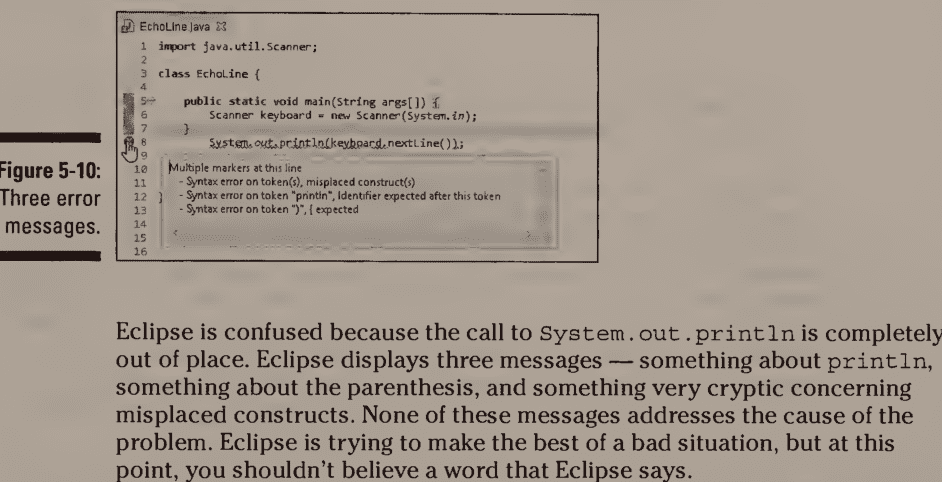 EchoLine.java
1 import java.util.Scanner;
2
3 class EchoLine {
4
5 public static void main(String args[]) {
6 Scanner keyboard = new Scanner(System.in);
7 }
8 System.out.println(keyboard.nextLine());
9
10 Multiple markers at this line
11 - Syntax error on token(s), misplaced construct(s)
12 } - Syntax error on token "println", Identifier expected after this token
13 - Syntax error on token ")", { expected
14
15
16
Figure 5-10:
Three error
messages.
Eclipse is confused because the call to System.out.println is completely
out of place. Eclipse displays three messages — something about println,
something about the parenthesis, and something very cryptic concerning
misplaced constructs. None of these messages addresses the cause of the
problem. Eclipse is trying to make the best of a bad situation, but at this
point, you shouldn't believe a word that Eclipse says.